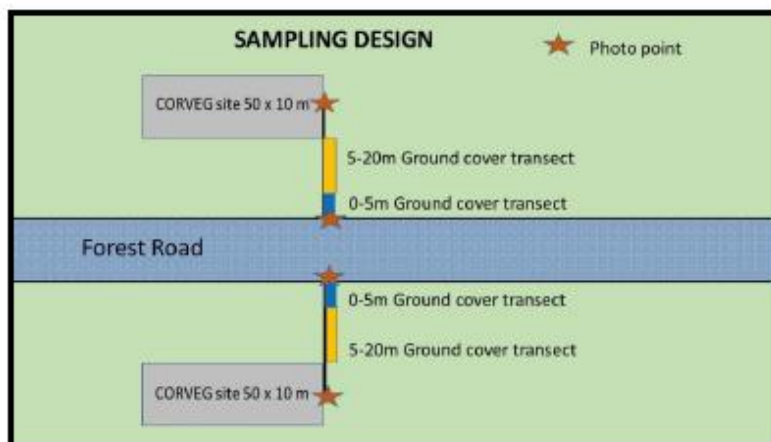 SAMPLING DESIGN
Photo point
CORVEG site 50 x 10 m
5-20m Ground cover transect
0-5m Ground cover transect
Forest Road
0-5m Ground cover transect
5-20m Ground cover transect
CORVEG site 50 x 10 m